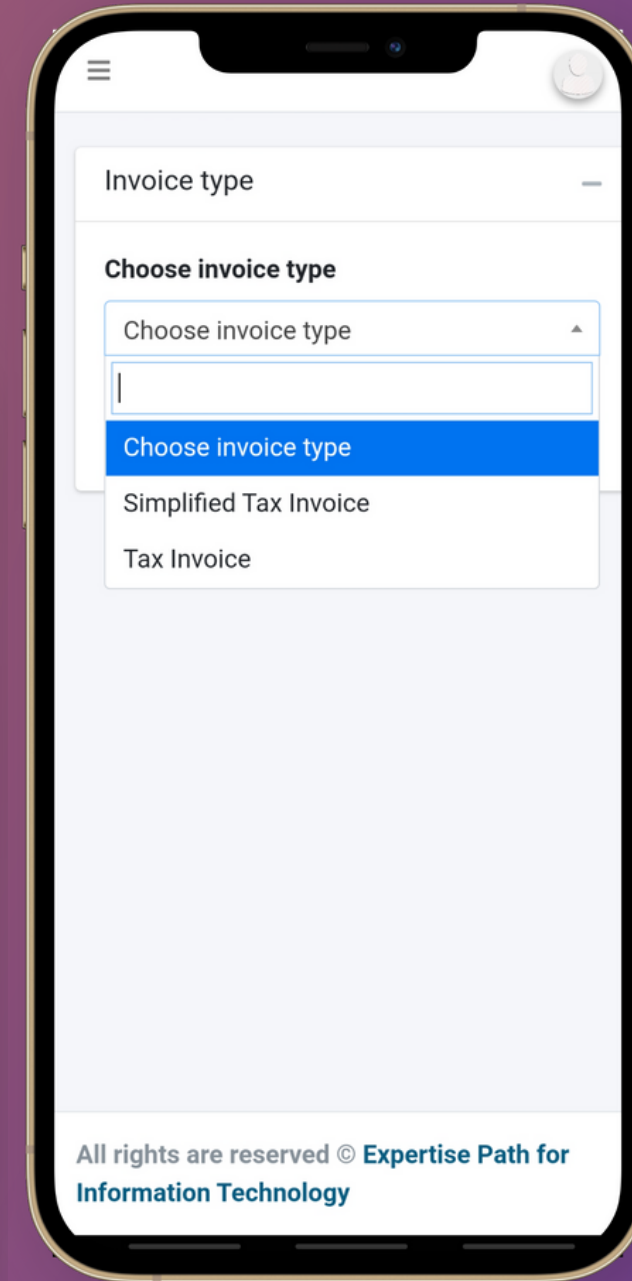 Invoice type
Choose invoice type
Choose invoice type
Choose invoice type
Simplified Tax Invoice
Tax Invoice
All rights are reserved © Expertise Path for
Information Technology